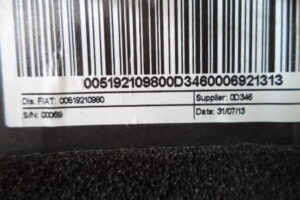 005192109800D3460006921313
Dis. FIAT: 00519210980
Supplier: 0D346
S/N: 00069
Date: 31/07/13